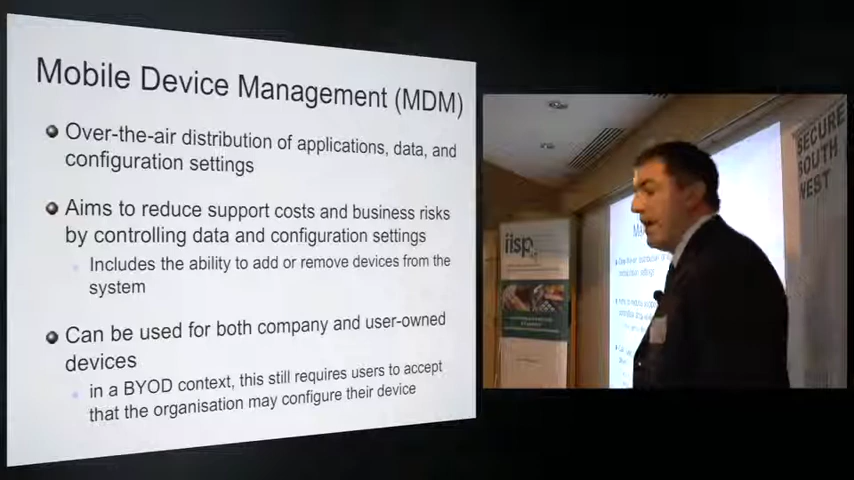 Mobile Device Management (MDM)
Over-the-air distribution of applications, data, and
configuration settings
Aims to reduce support costs and business risks
by controlling data and configuration settings
Includes the ability to add or remove devices from the
system
Can be used for both company and user-owned
devices
in a BYOD context, this still requires users to accept
that the organisation may configure their device
iisp
SECURE
SOUTH
WEST